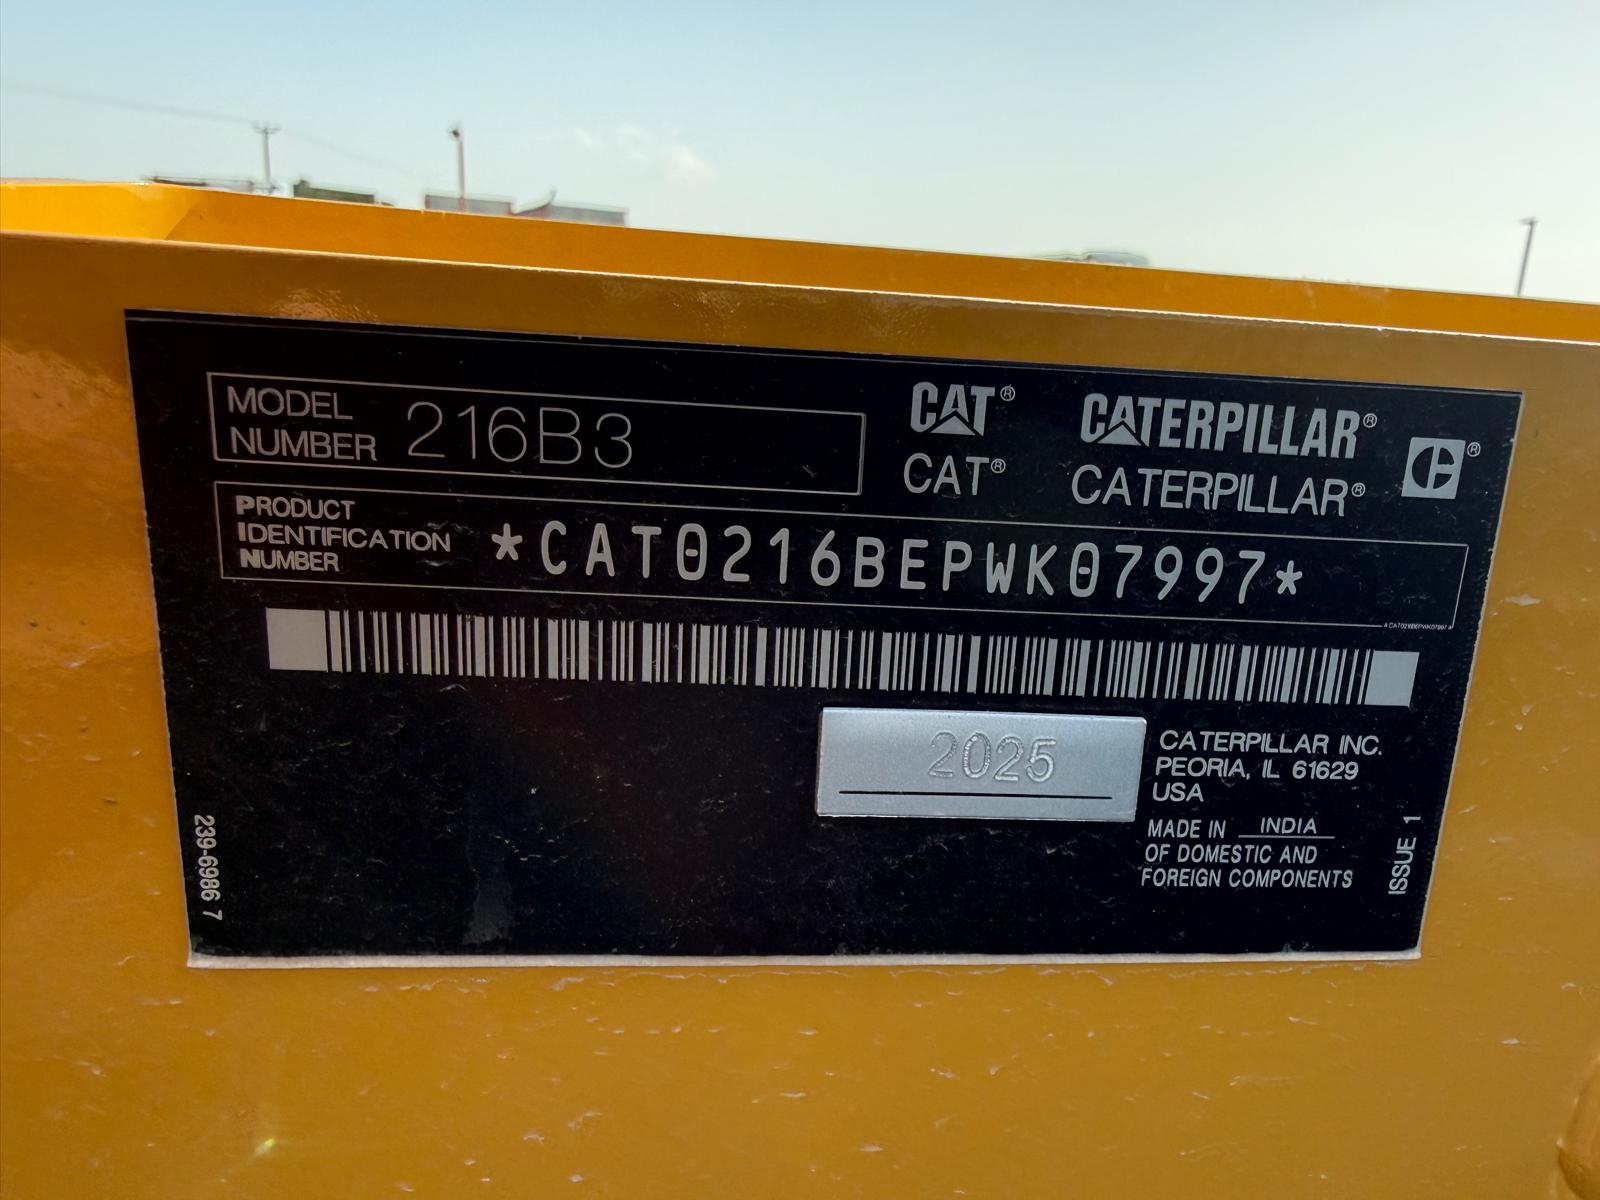 MODEL
NUMBER 216B3
CAT® CATERPILLAR®
CAT® CATERPILLAR®
PRODUCT
IDENTIFICATION
NUMBER
*CAT0216BEPWK07997*
2025
CATERPILLAR INC.
PEORIA, IL 61629
USA
MADE IN INDIA
OF DOMESTIC AND
FOREIGN COMPONENTS
239-6986 7
ISSUE 1